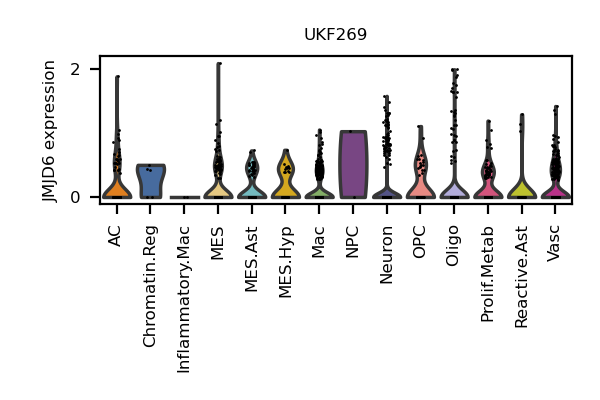 UKF269
JMJD6 expression
2
0
AC
Chromatin.Reg
Inflammatory.Mac
MES
MES.Ast
MES.Hyp
Mac
NPC
Neuron
OPC
Oligo
Prolif.Metab
Reactive.Ast
Vasc